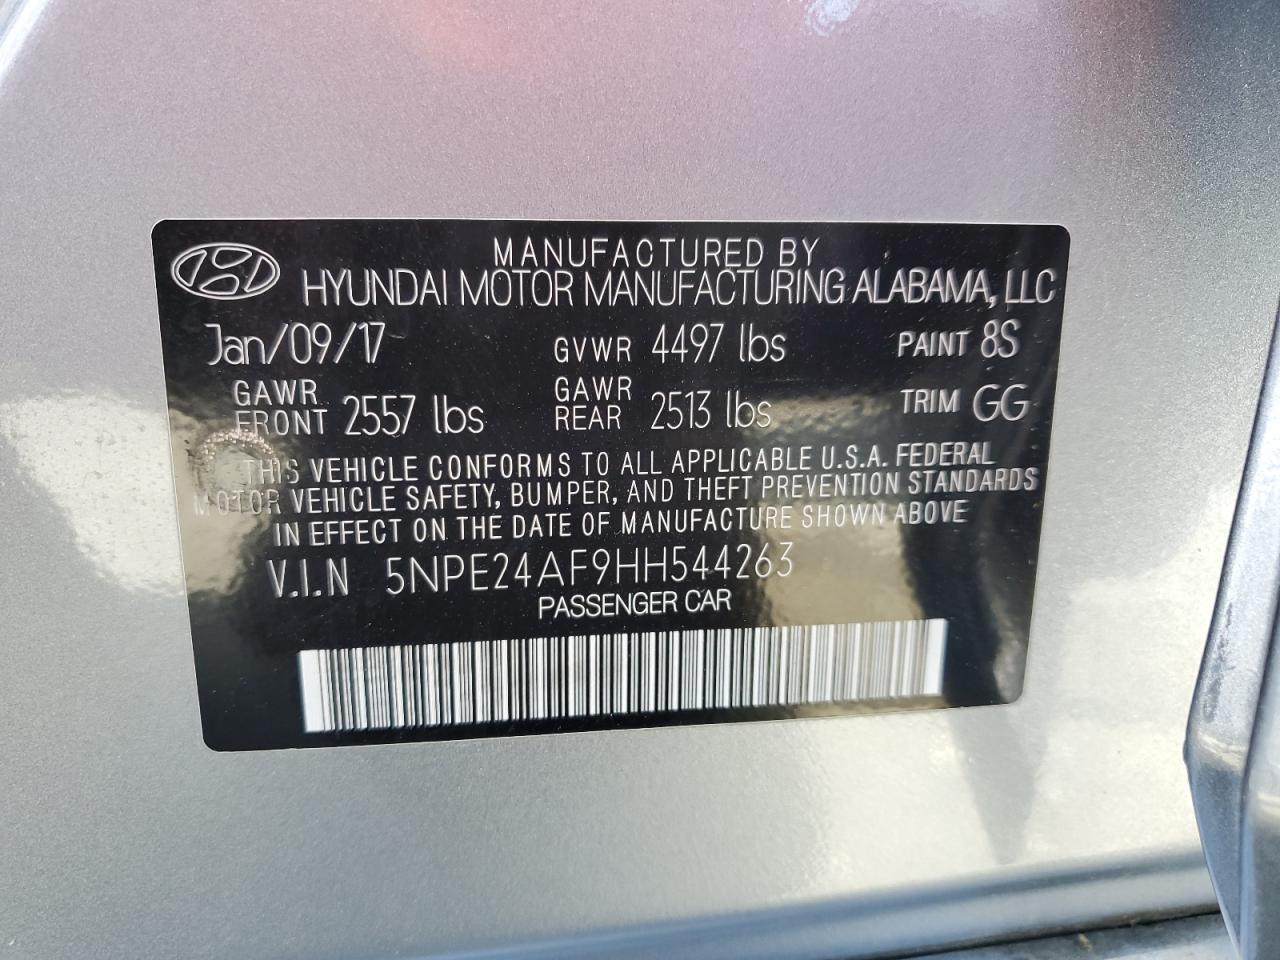 MANUFACTURED BY
HYUNDAI MOTOR MANUFACTURING ALABAMA, LLC
Jan/09/17 GVWR 4497 lbs PAINT 8S
GAWR FRONT 2557 lbs GAWR REAR 2513 lbs TRIM GG
THIS VEHICLE CONFORMS TO ALL APPLICABLE U.S.A. FEDERAL
MOTOR VEHICLE SAFETY, BUMPER, AND THEFT PREVENTION STANDARDS
IN EFFECT ON THE DATE OF MANUFACTURE SHOWN ABOVE
V.I.N 5NPE24AF9HH544263
PASSENGER CAR